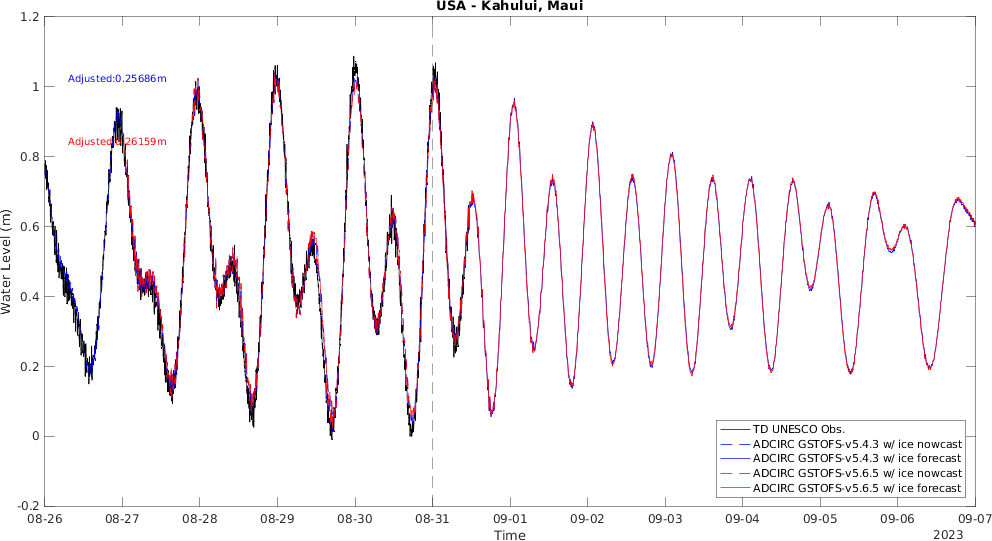 USA - Kahului, Maui
1.2
1
0.8
0.6
0.4
0.2
0
-0.2
Water Level (m)
Adjusted:0.25686m
Adjusted:0.26159m
08-26 08-27 08-28 08-29 08-30 08-31 09-01 09-02 09-03 09-04 09-05 09-06 09-07
Time
2023
TD UNESCO Obs.
ADCIRC GSTOFS-v5.4.3 w/ ice nowcast
ADCIRC GSTOFS-v5.4.3 w/ ice forecast
ADCIRC GSTOFS-v5.6.5 w/ ice nowcast
ADCIRC GSTOFS-v5.6.5 w/ ice forecast